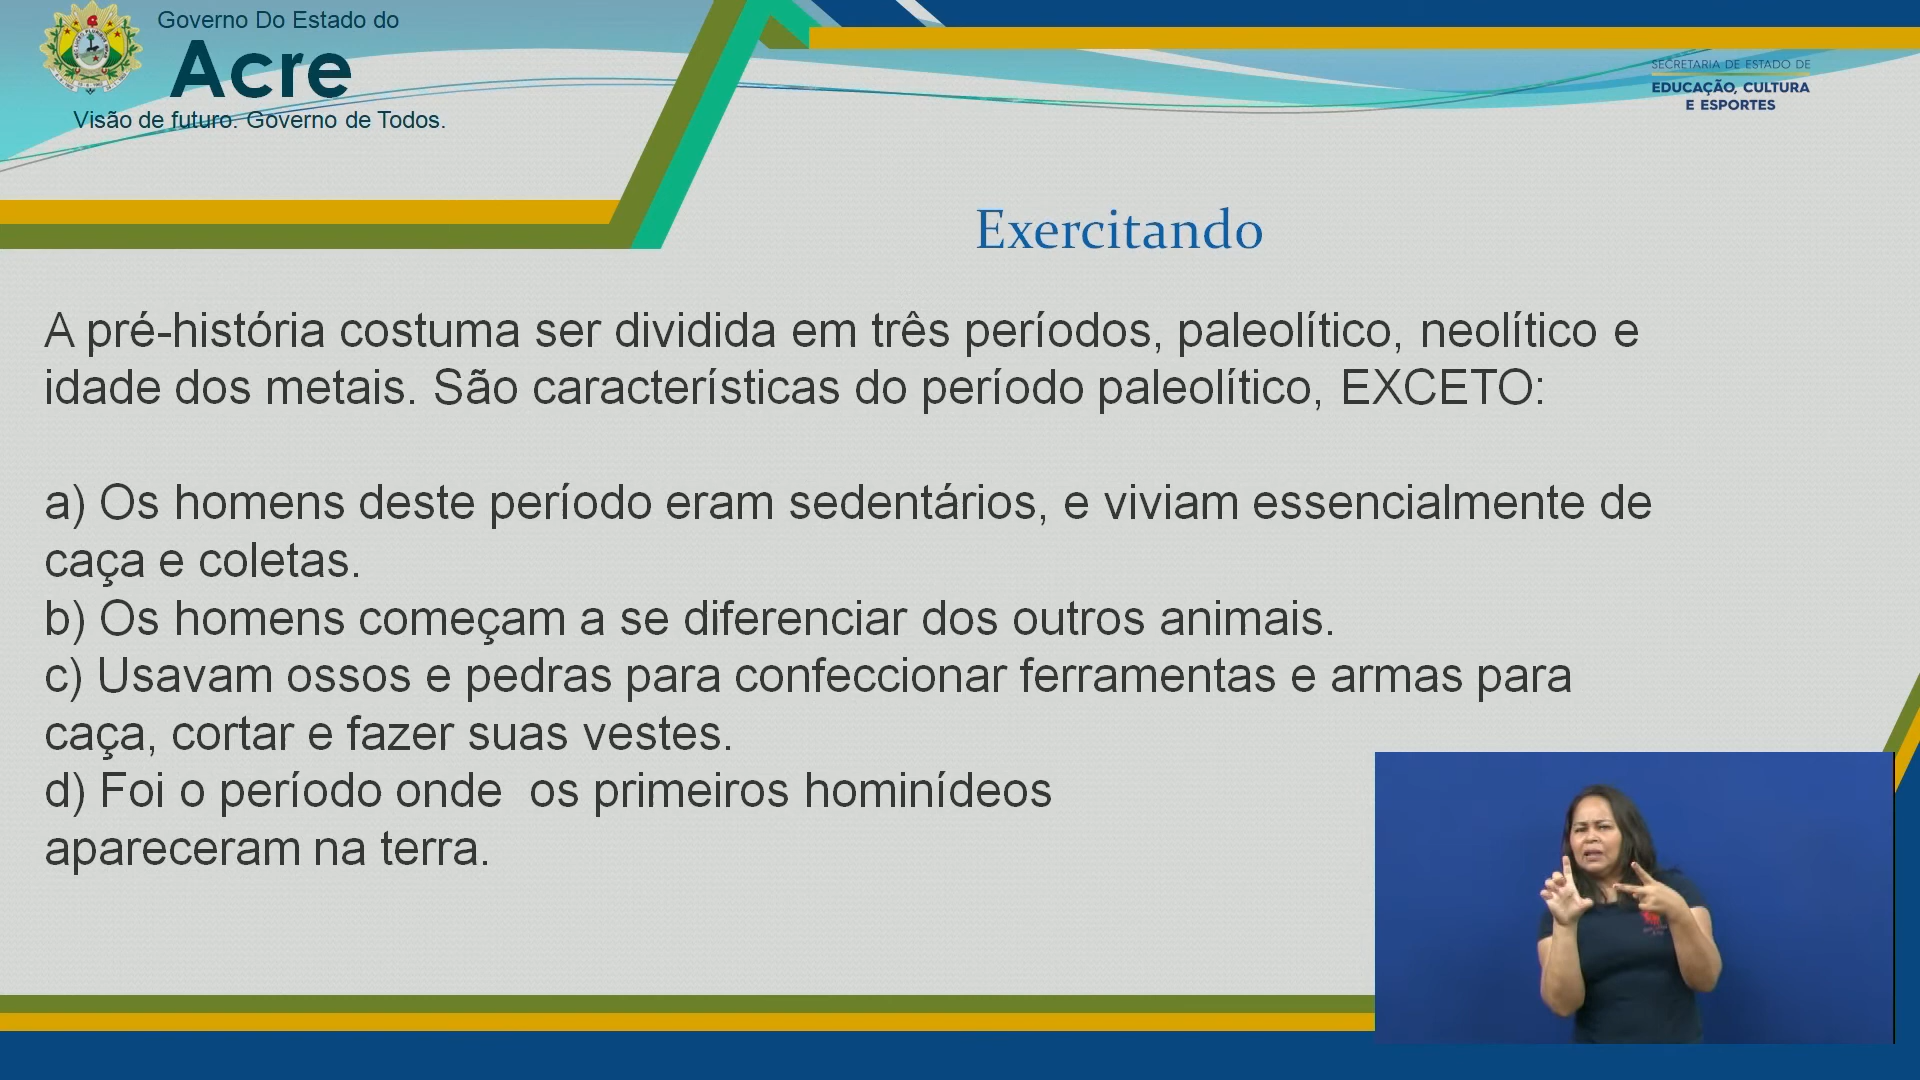 Governo Do Estado do
Acre
Visão de futuro. Governo de Todos.
SECRETARIA DE ESTADO DE
EDUCAÇÃO, CULTURA
E ESPORTES
Exercitando
A pré-história costuma ser dividida em três períodos, paleolítico, neolítico e
idade dos metais. São características do período paleolítico, EXCETO:
a) Os homens deste período eram sedentários, e viviam essencialmente de
caça e coletas.
b) Os homens começam a se diferenciar dos outros animais.
c) Usavam ossos e pedras para confeccionar ferramentas e armas para
caça, cortar e fazer suas vestes.
d) Foi o período onde  os primeiros hominídeos
apareceram na terra.